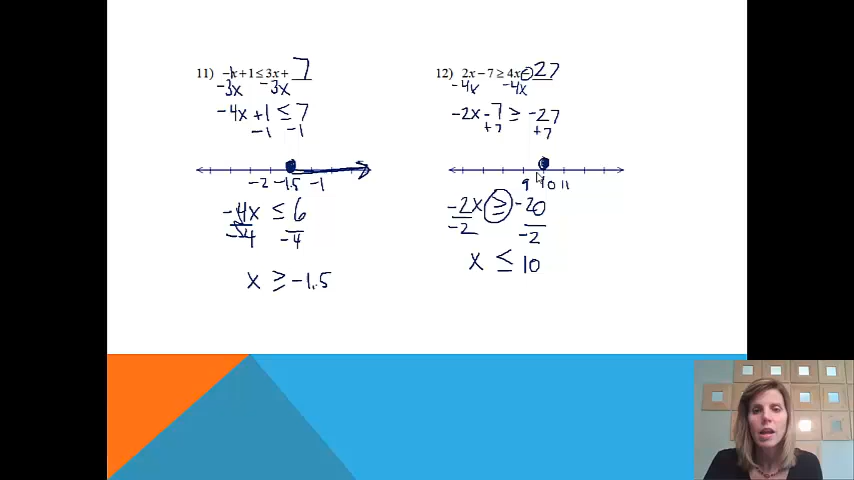 11) -1x + 1 ≤ 3x + 7
-3x -3x
-4x + 1 ≤ 7
-1 -1
-2 -1.5 -1
-4x ≤ 6
-4 -4
x ≥ -1.5
12) 2x - 7 ≥ 4x - 27
-4x -4x
-2x - 7 ≥ -27
+7 +7
9 10 11
-2x ≥ -20
-2 -2
x ≤ 10